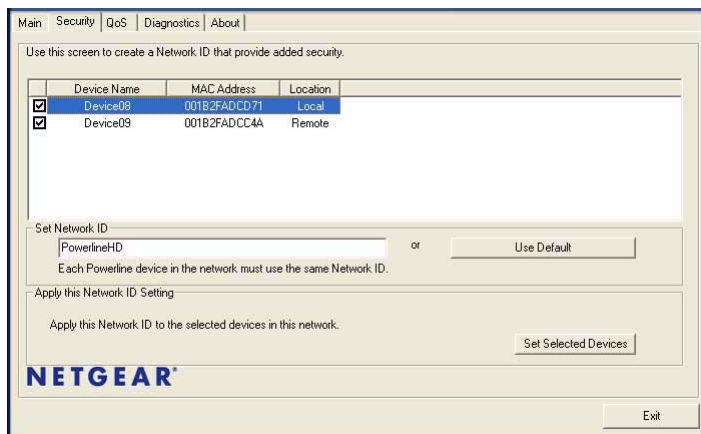 Main Security QoS Diagnostics About
Use this screen to create a Network ID that provide added security.
Device Name MAC Address Location
Device08 001B2FADCD71 Local
Device09 001B2FADCC4A Remote
Set Network ID
PowerlineHD or Use Default
Each Powerline device in the network must use the same Network ID.
Apply this Network ID Setting
Apply this Network ID to the selected devices in this network.
Set Selected Devices
NETGEAR®
Exit